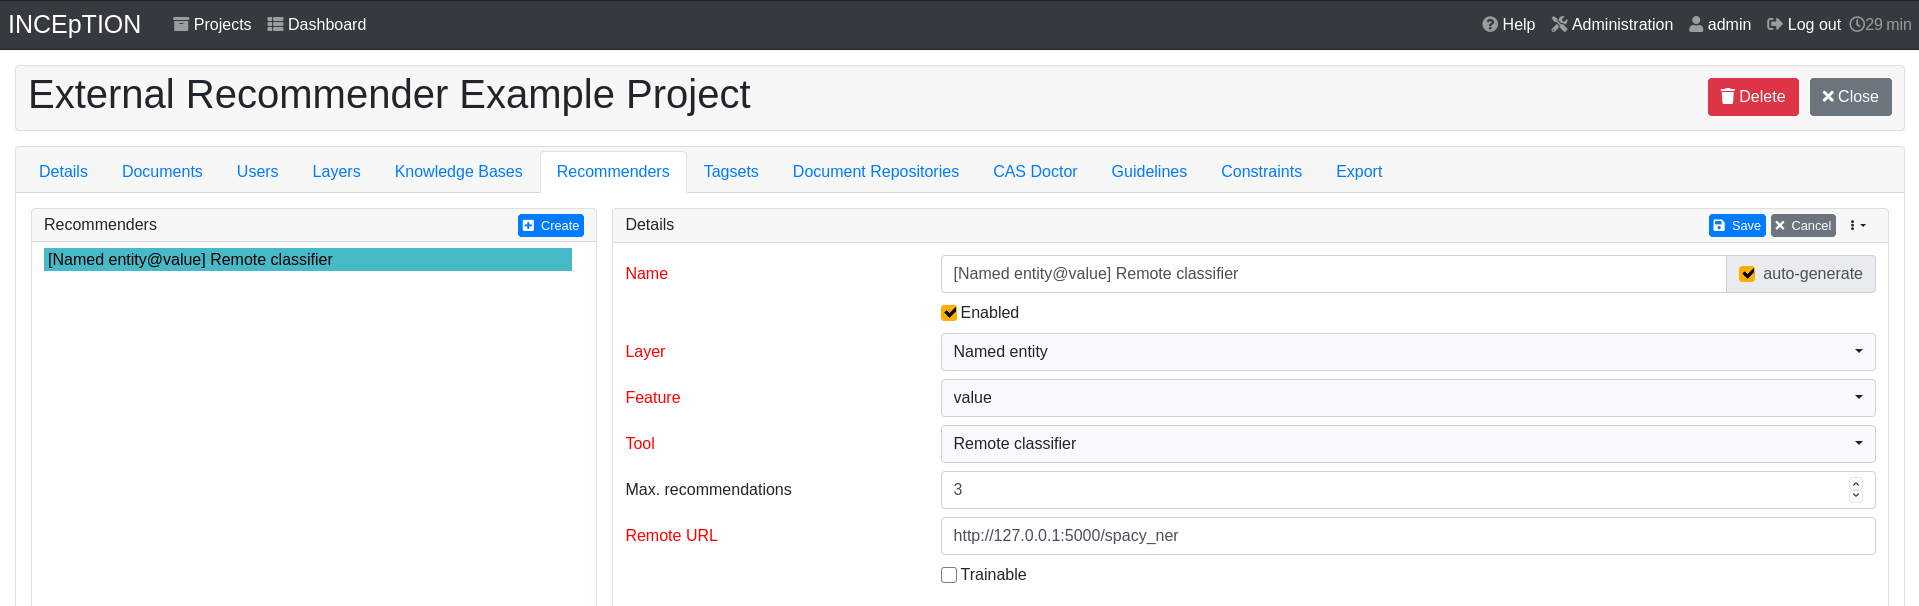 INCEpTION Projects Dashboard Help Administration admin Log out 29 min
External Recommender Example Project Delete Close
Details Documents Users Layers Knowledge Bases Recommenders Tagsets Document Repositories CAS Doctor Guidelines Constraints Export
Recommenders Create
[Named entity@value] Remote classifier
Details Save Cancel
Name [Named entity@value] Remote classifier auto-generate
Enabled
Layer Named entity
Feature value
Tool Remote classifier
Max. recommendations 3
Remote URL http://127.0.0.1:5000/spacy_ner
Trainable